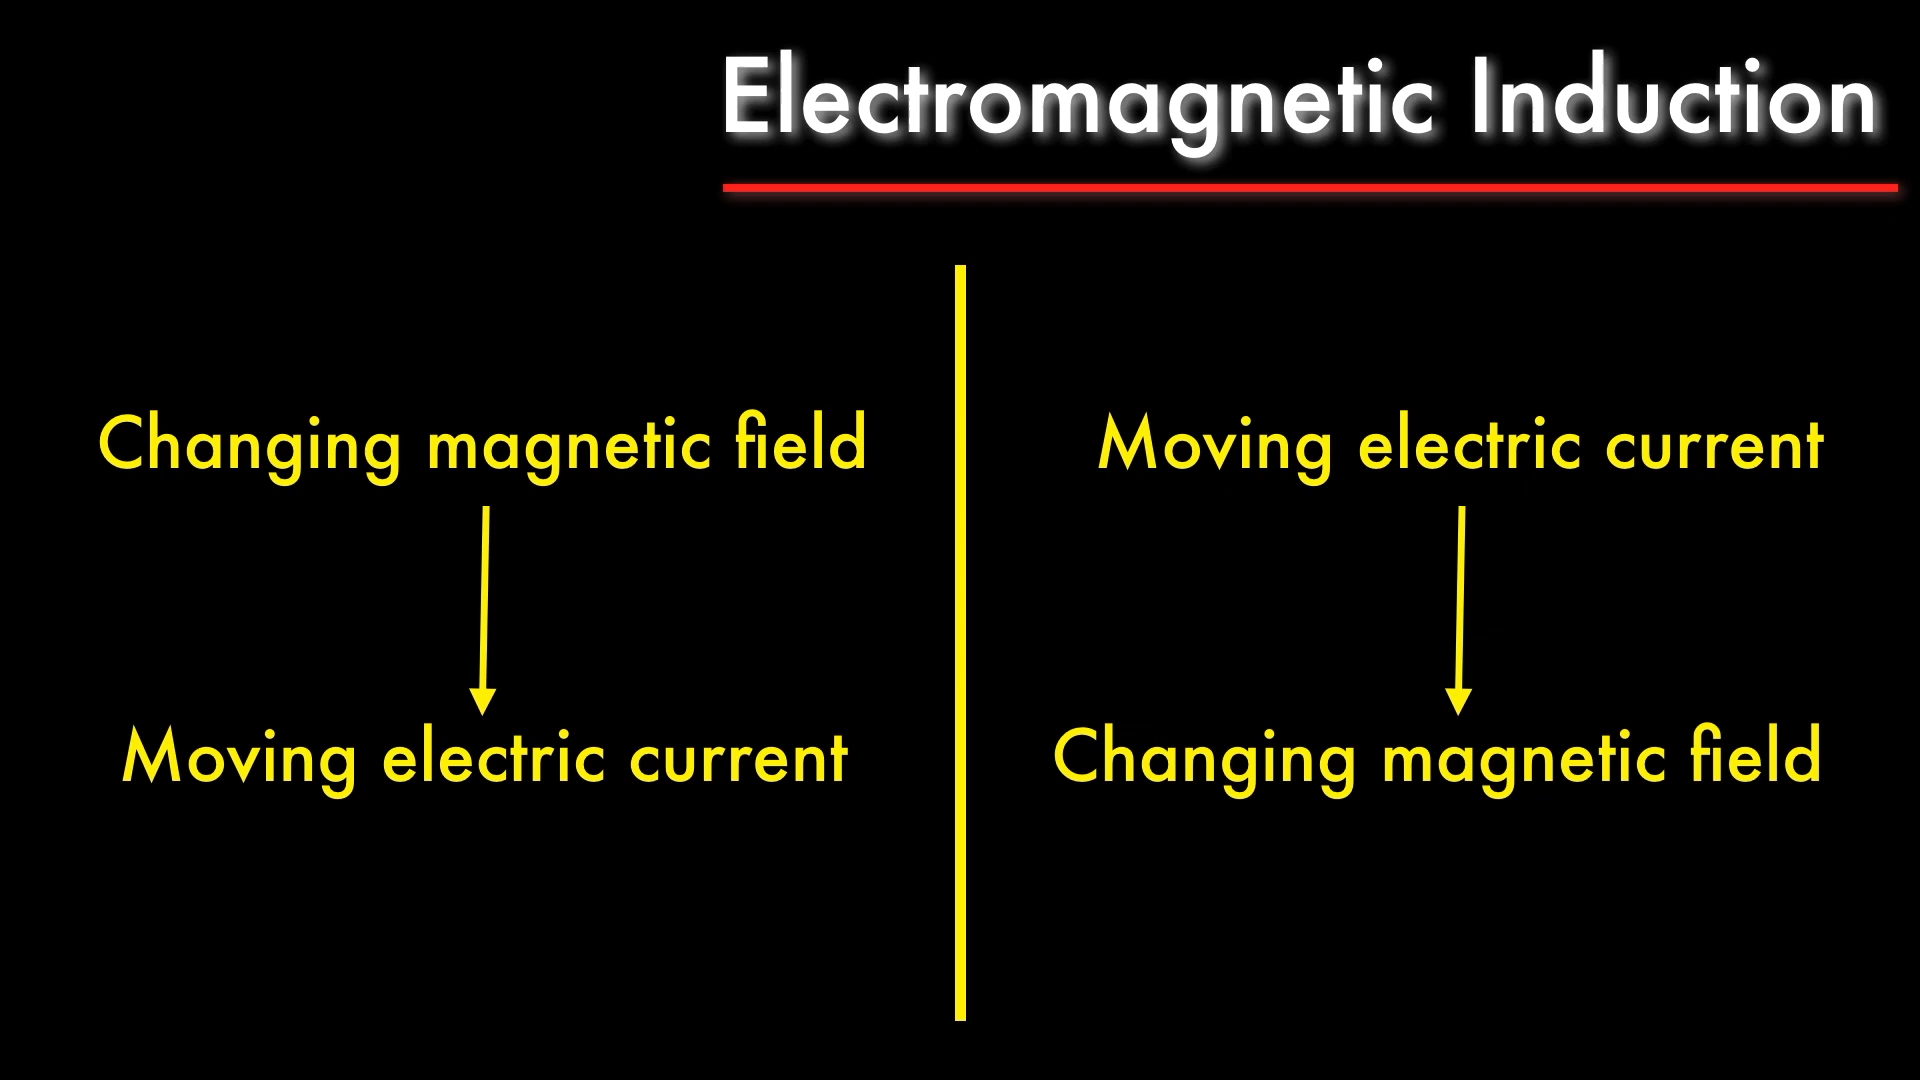 Electromagnetic Induction
Changing magnetic field
Moving electric current
Moving electric current
Changing magnetic field